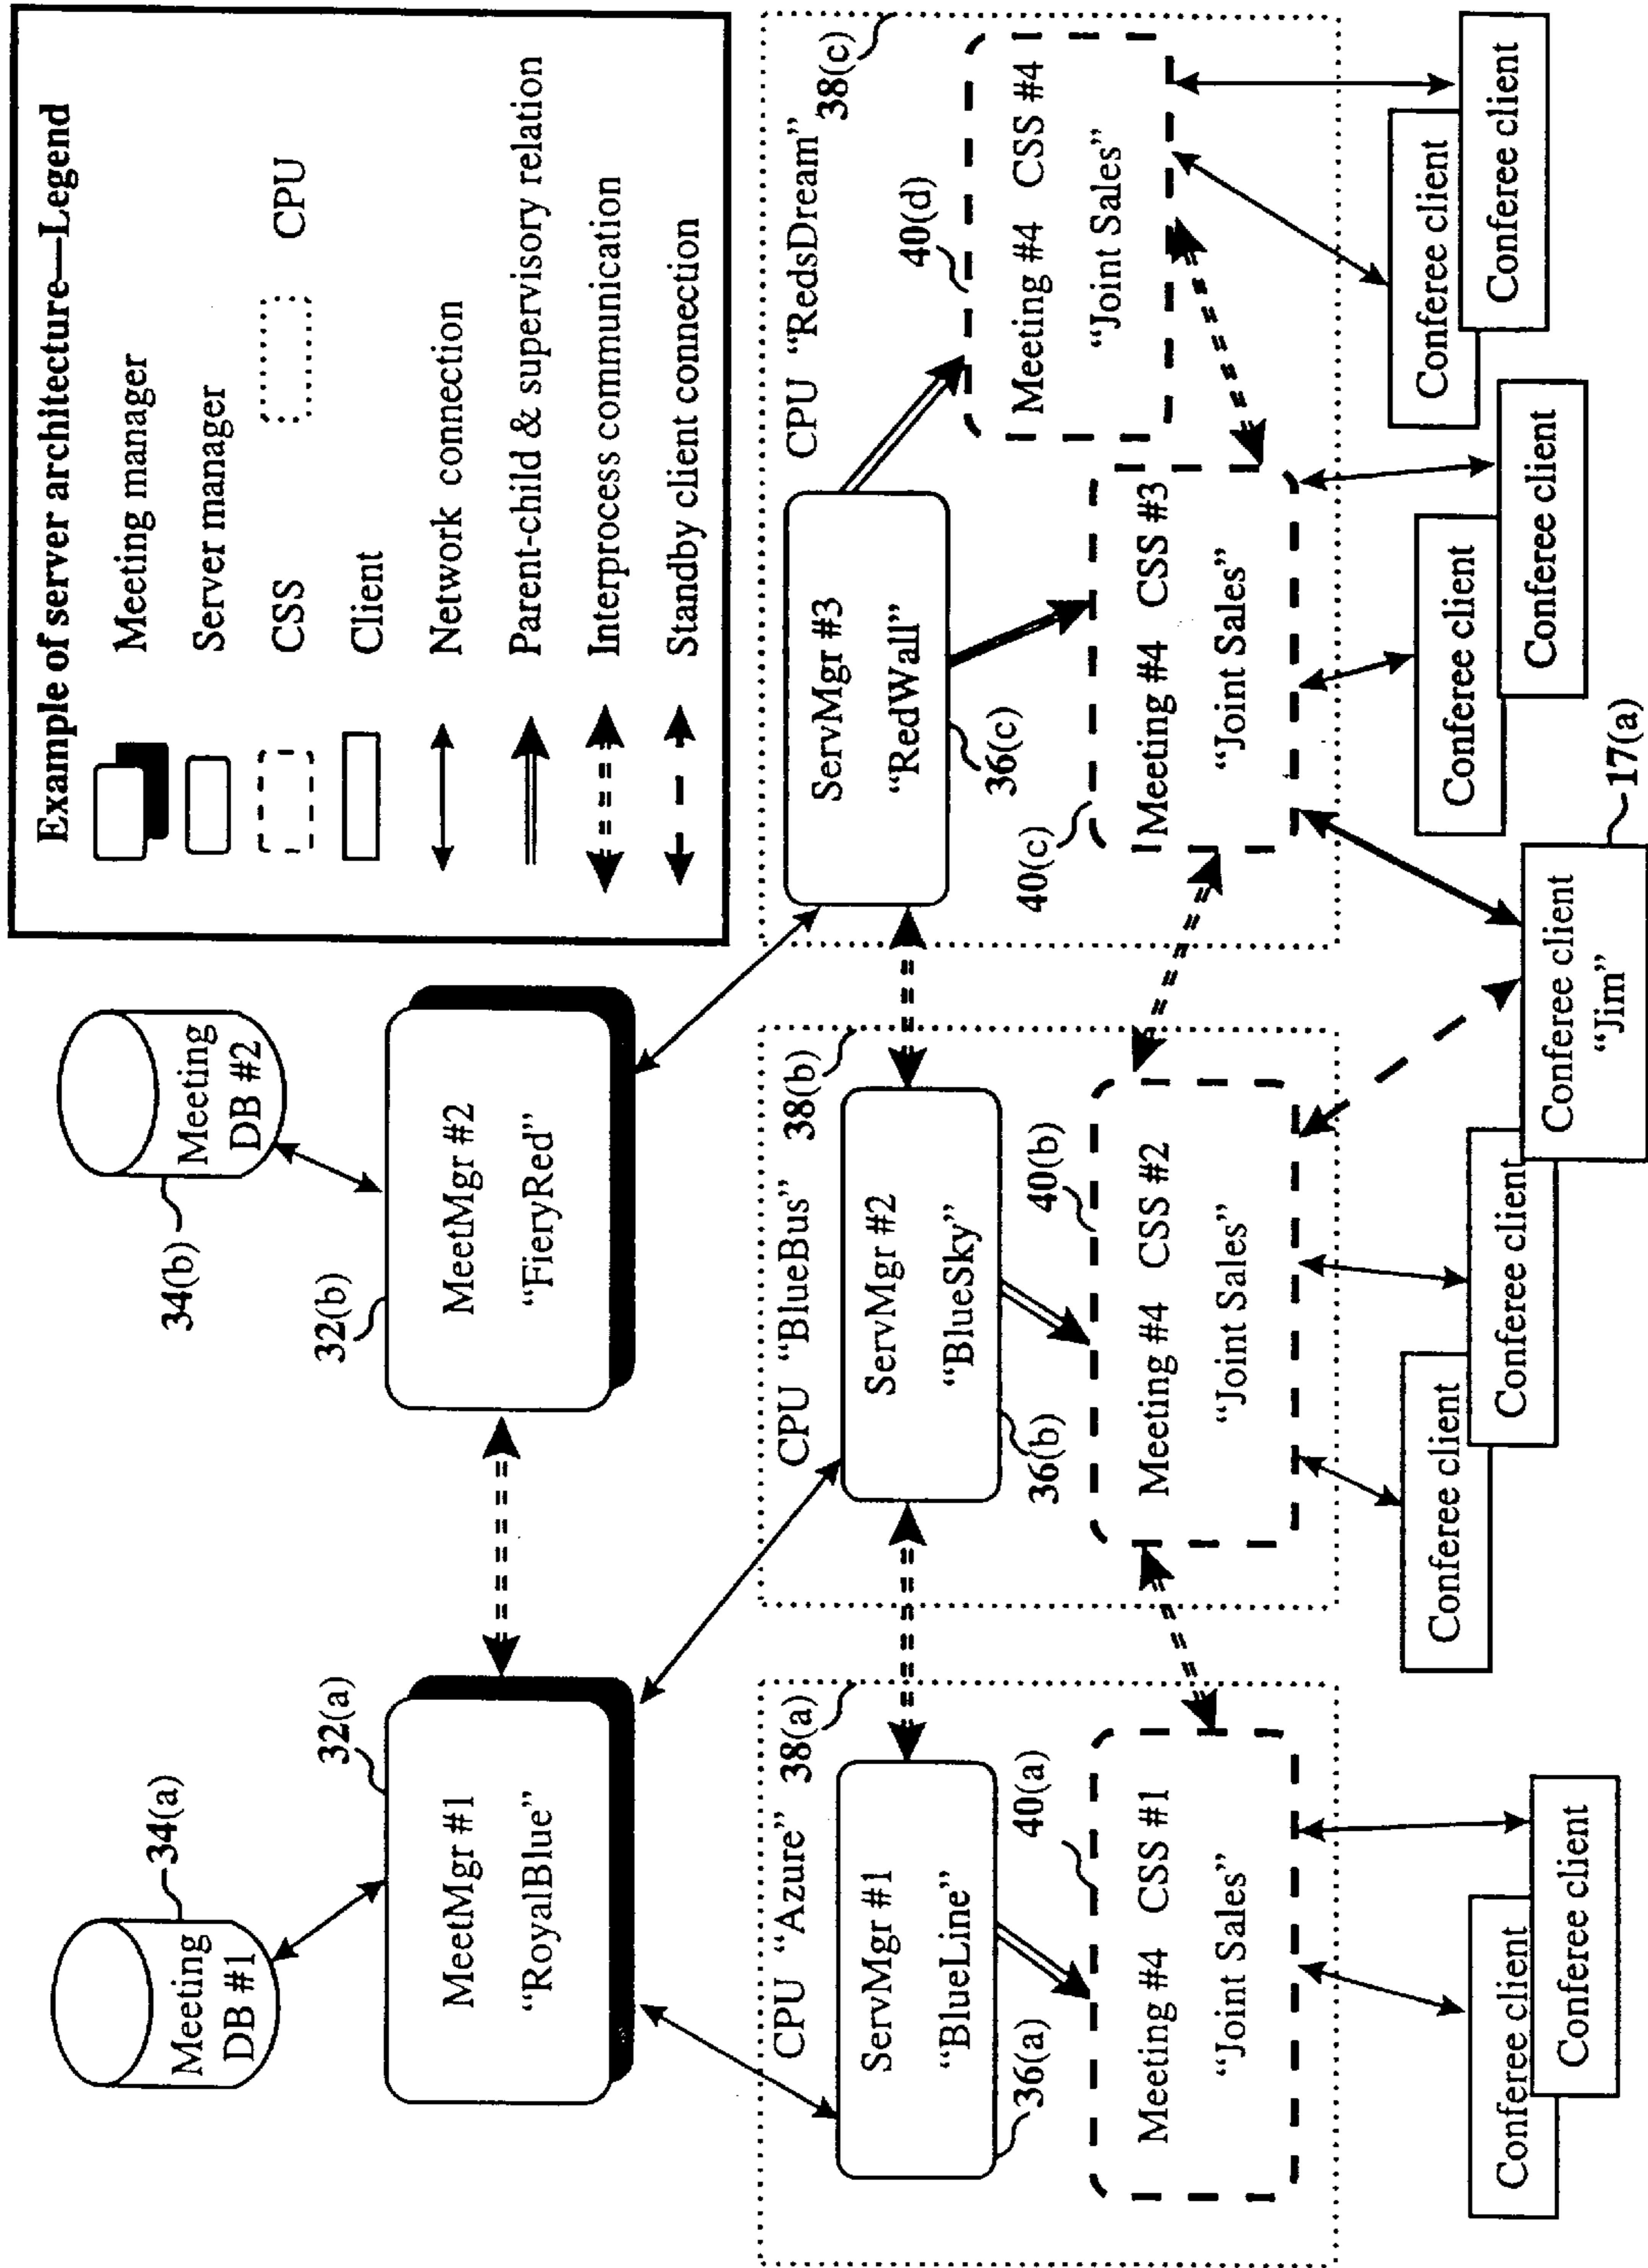 Example of server architecture—Legend
Meeting manager
Server manager
CSS
CPU
Client
Network connection
Parent-child & supervisory relation
Interprocess communication
Standby client connection
34(a)
Meeting
DB #1
34(b)
Meeting
DB #2
32(a)
MeetMgr #1
“RoyalBlue”
32(b)
MeetMgr #2
“FieryRed”
CPU “Azure”
38(a)
ServMgr #1
“BlueLine”
36(a)
40(a)
Meeting #4 CSS #1
“Joint Sales”
Conferee client
Conferee client
CPU “BlueBus”
38(b)
ServMgr #2
“BlueSky”
36(b)
40(b)
Meeting #4 CSS #2
“Joint Sales”
Conferee client
Conferee client
Conferee client
“Jim”
17(a)
CPU “RedsDream”
38(c)
ServMgr #3
“RedWall”
36(c)
40(c)
Meeting #4 CSS #3
“Joint Sales”
40(d)
Meeting #4 CSS #4
“Joint Sales”
Conferee client
Conferee client
Conferee client
Conferee client